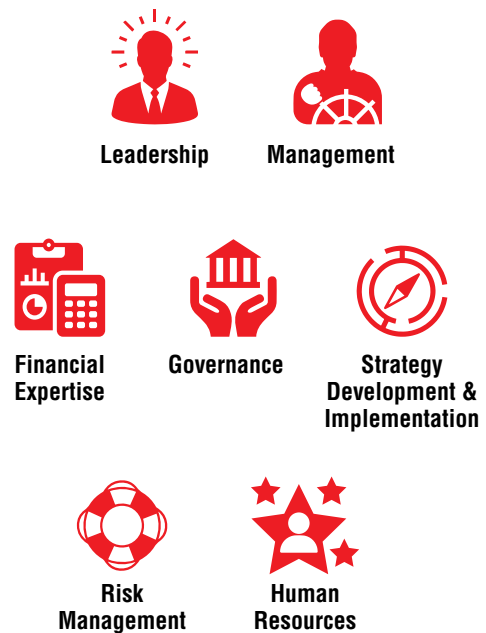 Leadership
Management
Financial
Expertise
Governance
Strategy
Development &
Implementation
Risk
Management
Human
Resources